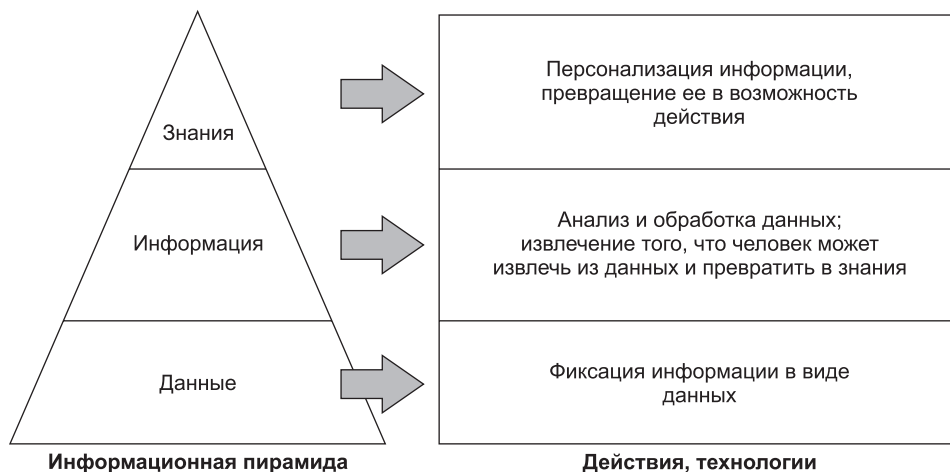 Знания
Персонализация информации,
превращение ее в возможность
действия
Информация
Анализ и обработка данных;
извлечение того, что человек может
извлечь из данных и превратить в знания
Данные
Фиксация информации в виде
данных
Информационная пирамида
Действия, технологии